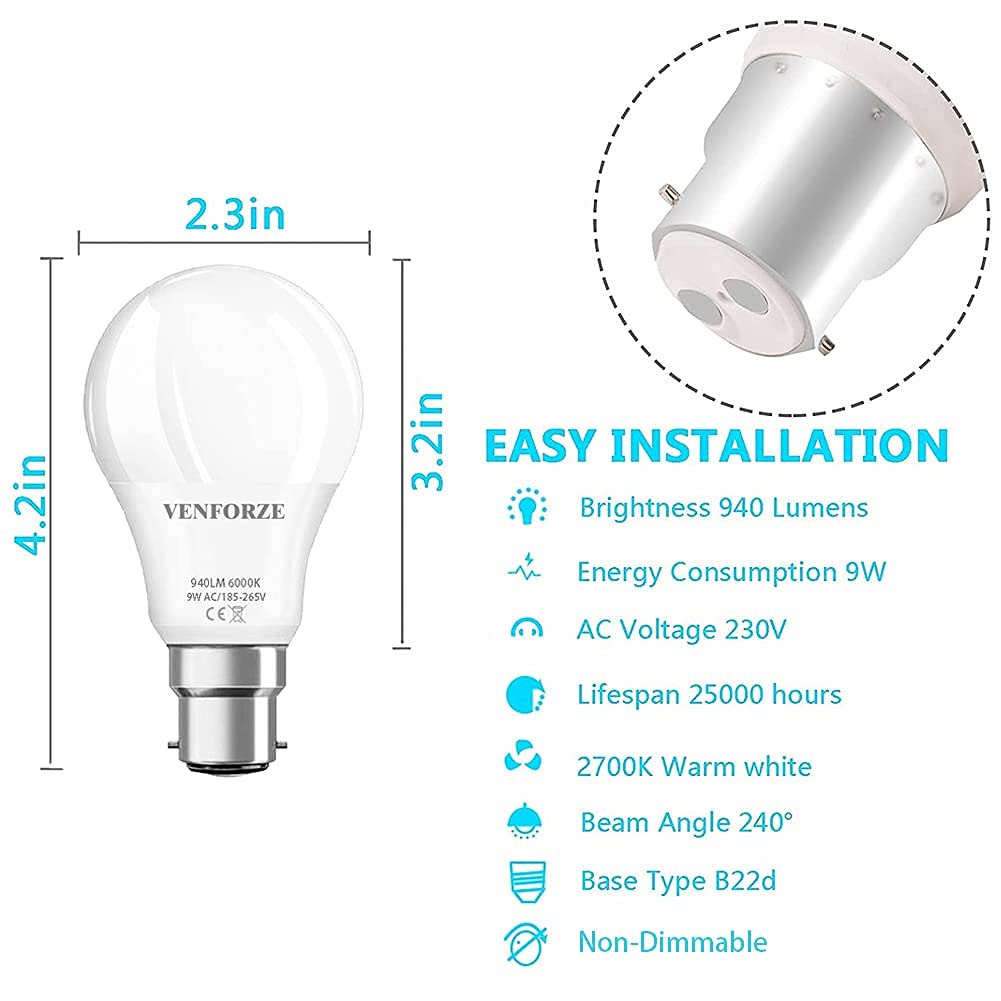 2.3in
4.2in
3.2in
VENFORZE
940LM 6000K
9W AC/185-265V
CE
EASY INSTALLATION
Brightness 940 Lumens
Energy Consumption 9W
AC Voltage 230V
Lifespan 25000 hours
2700K Warm white
Beam Angle 240°
Base Type B22d
Non-Dimmable